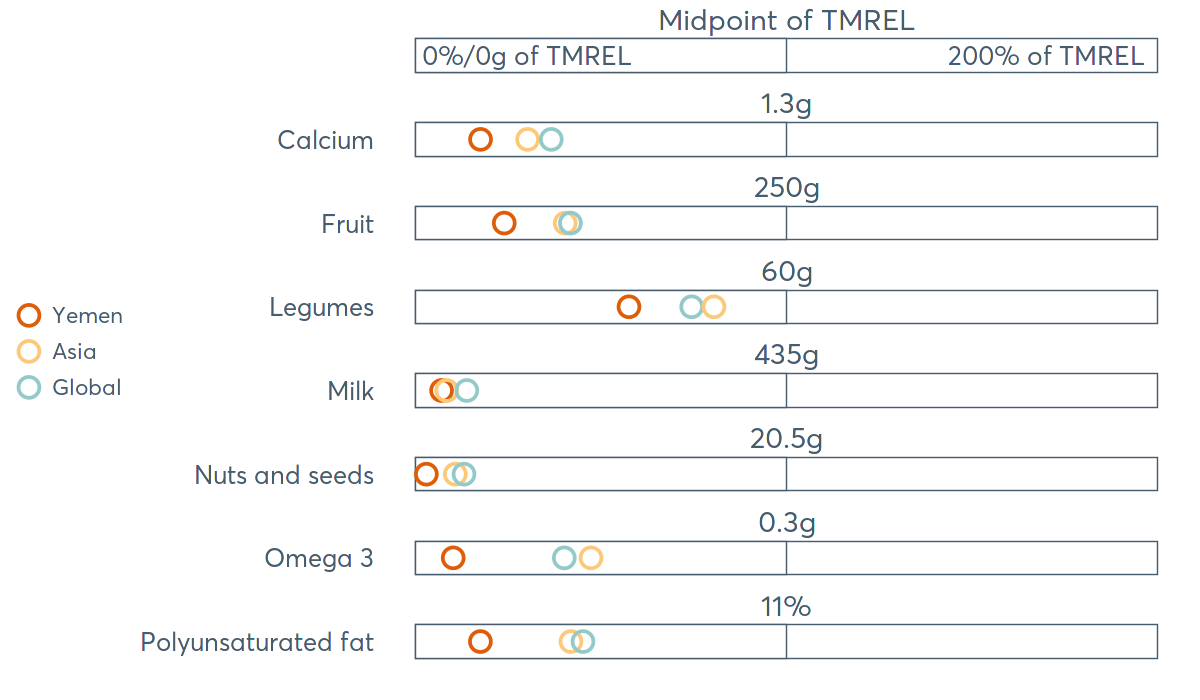 Midpoint of TMREL
0%/0g of TMREL
200% of TMREL
1.3g
Calcium
250g
Fruit
60g
Legumes
Yemen
Asia
Global
435g
Milk
20.5g
Nuts and seeds
0.3g
Omega 3
11%
Polyunsaturated fat